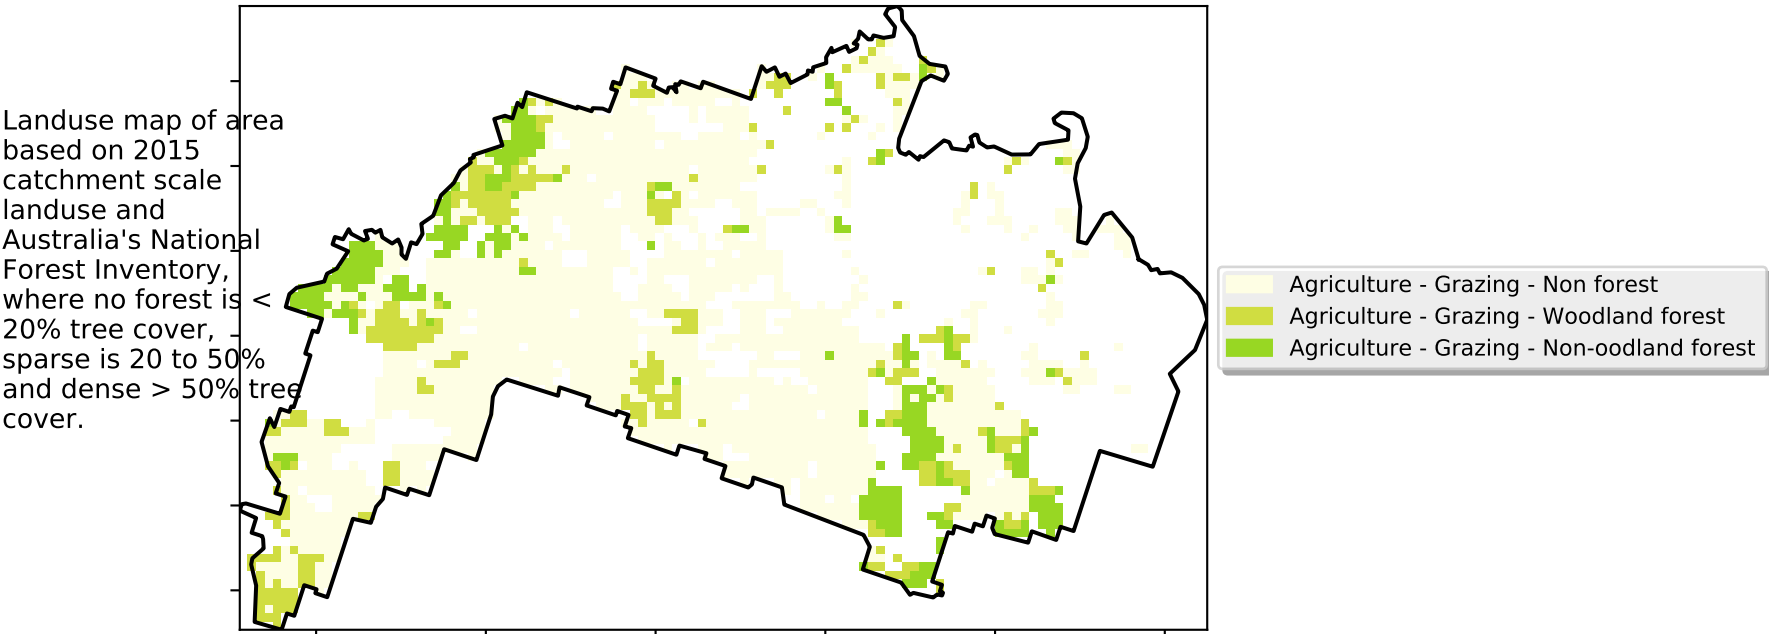 Landuse map of area
based on 2015
catchment scale
landuse and
Australia's National
Forest Inventory,
where no forest is <
20% tree cover,
sparse is 20 to 50%
and dense > 50% tree
cover.
Agriculture - Grazing - Non forest
Agriculture - Grazing - Woodland forest
Agriculture - Grazing - Non-oodland forest